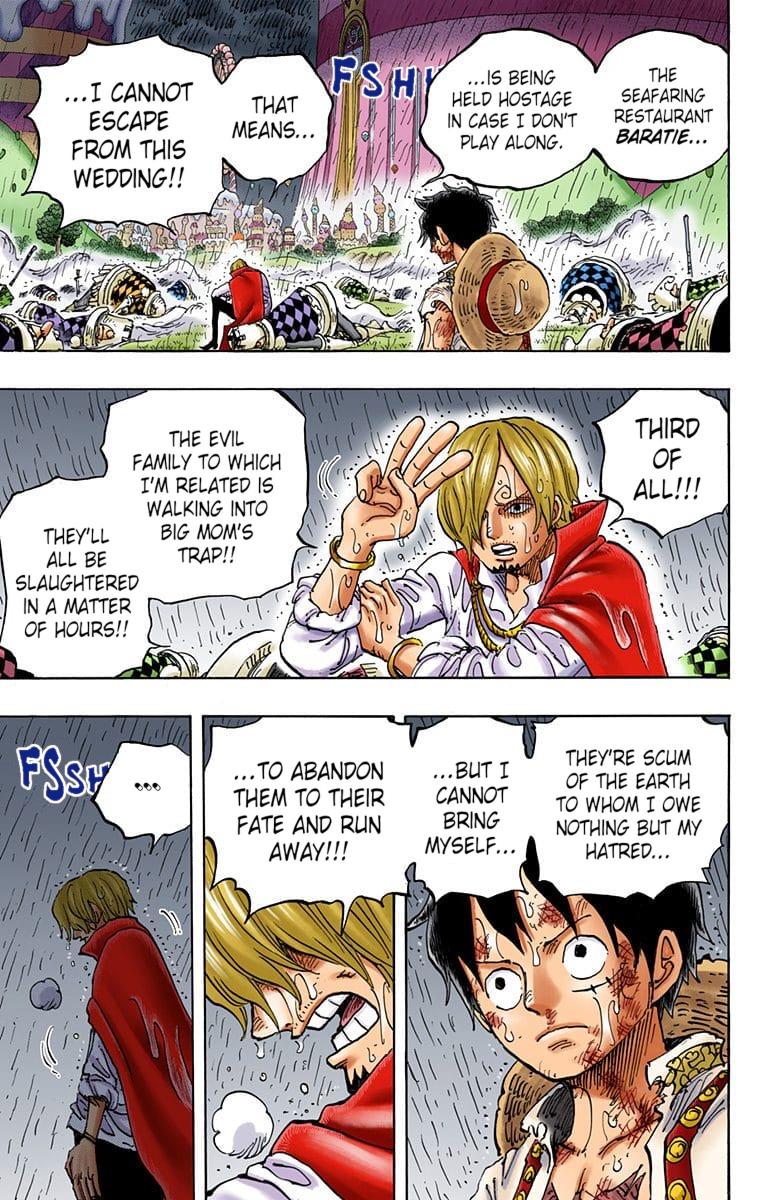 THE
SEAFARING
RESTAURANT
BARATIE...
...IS BEING
HELD HOSTAGE
IN CASE I DON'T
PLAY ALONG.
FSHH
THAT
MEANS...
...I CANNOT
ESCAPE
FROM THIS
WEDDING!!
THIRD
OF
ALL!!!
THE EVIL
FAMILY TO WHICH
I'M RELATED IS
WALKING INTO
BIG MOM'S
TRAP!!
THEY'LL
ALL BE
SLAUGHTERED
IN A MATTER
OF HOURS!!
THEY'RE SCUM
OF THE EARTH
TO WHOM I OWE
NOTHING BUT MY
HATRED...
...BUT I
CANNOT
BRING
MYSELF...
...TO ABANDON
THEM TO THEIR
FATE AND RUN
AWAY!!!
...
FSSH